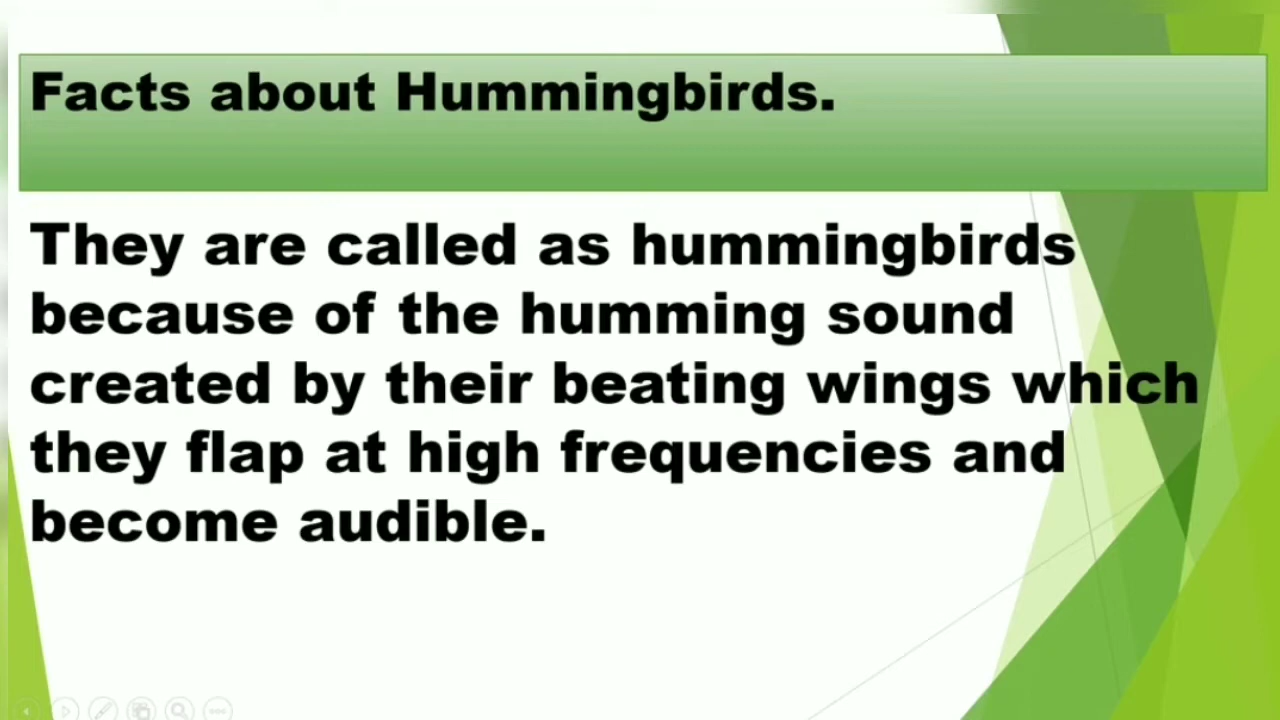 Facts about Hummingbirds.
They are called as hummingbirds
because of the humming sound
created by their beating wings which
they flap at high frequencies and
become audible.